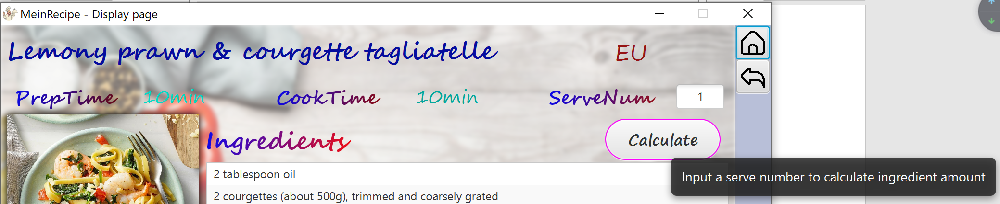 MeinRecipe - Display page
Lemony prawn & courgette tagliatelle EU
PrepTime 10min CookTime 10min ServeNum 1
Ingredients Calculate
2 tablespoon oil
Input a serve number to calculate ingredient amount
2 courgettes (about 500g), trimmed and coarsely grated